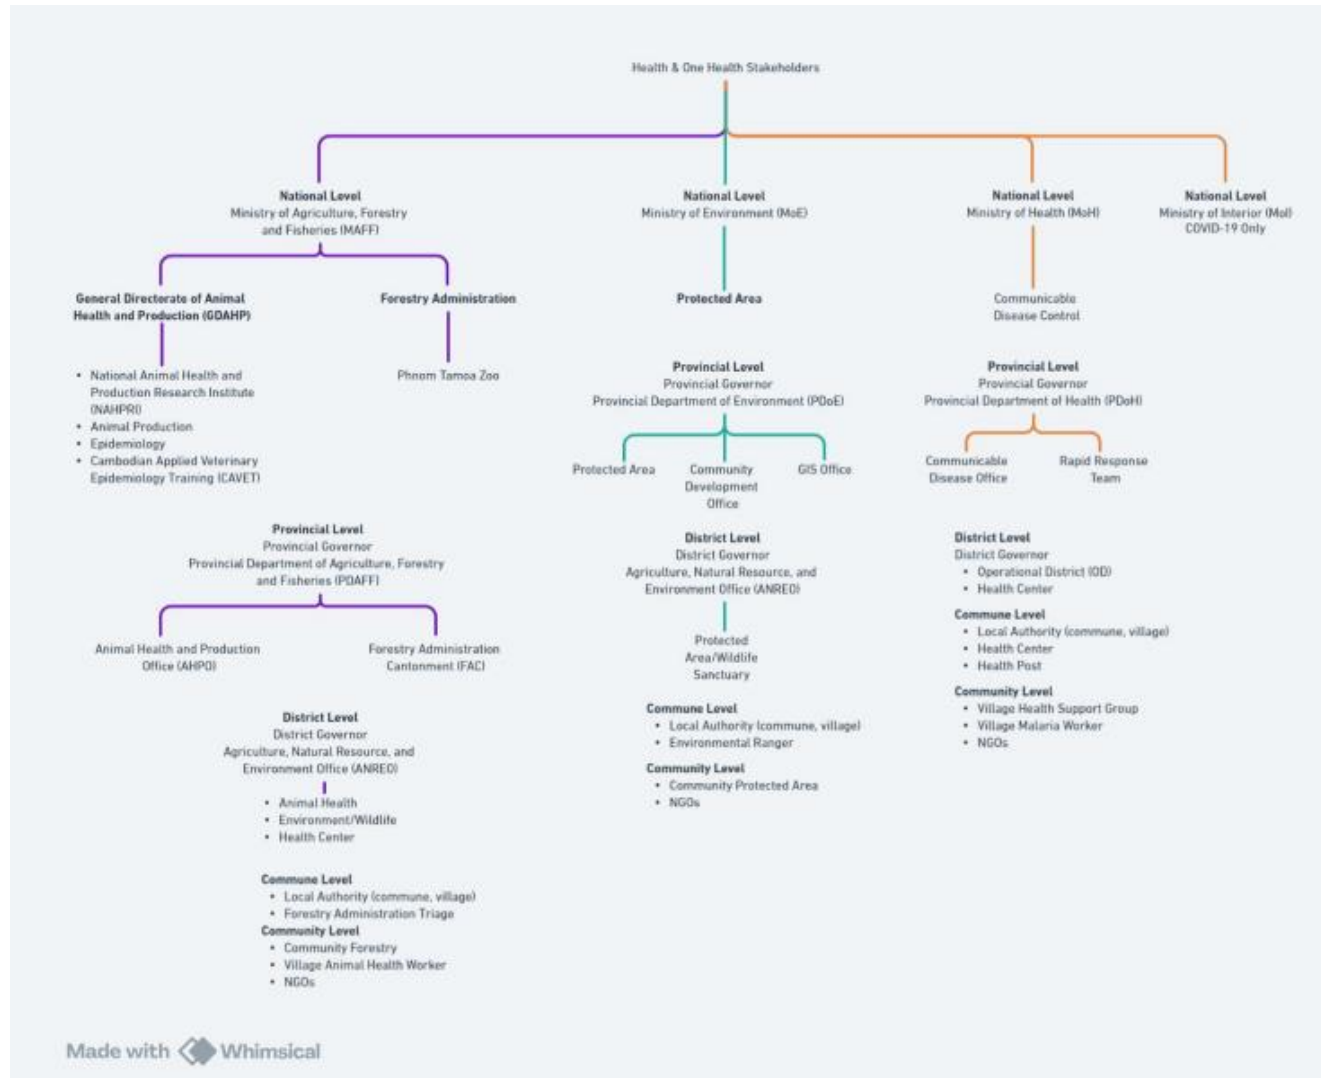 Health & One Health Stakeholders
National Level
Ministry of Agriculture, Forestry
and Fisheries (MAFF)
General Directorate of Animal
Health and Production (GDAHP)
• National Animal Health and
Production Research Institute
(NAHPRI)
• Animal Production
• Epidemiology
• Cambodian Applied Veterinary
Epidemiology Training (CAVET)
Forestry Administration
Phnom Tamoa Zoo
Provincial Level
Provincial Governor
Provincial Department of Agriculture, Forestry
and Fisheries (PDAFF)
Animal Health and Production
Office (AHPO)
Forestry Administration
Cantonment (FAC)
District Level
District Governor
Agriculture, Natural Resource, and
Environment Office (ANREO)
• Animal Health
• Environment/Wildlife
• Health Center
Commune Level
• Local Authority (commune, village)
• Forestry Administration Triage
Community Level
• Community Forestry
• Village Animal Health Worker
• NGOs
National Level
Ministry of Environment (MoE)
Protected Area
Provincial Level
Provincial Governor
Provincial Department of Environment (PDoE)
Protected Area
Community
Development
Office
GIS Office
District Level
District Governor
Agriculture, Natural Resource, and
Environment Office (ANREO)
Protected
Area/Wildlife
Sanctuary
Commune Level
• Local Authority (commune, village)
• Environmental Ranger
Community Level
• Community Protected Area
• NGOs
National Level
Ministry of Health (MoH)
Communicable
Disease Control
Provincial Level
Provincial Governor
Provincial Department of Health (PDoH)
Communicable
Disease Office
Rapid Response
Team
District Level
District Governor
• Operational District (OD)
• Health Center
Commune Level
• Local Authority (commune, village)
• Health Center
• Health Post
Community Level
• Village Health Support Group
• Village Malaria Worker
• NGOs
National Level
Ministry of Interior (MoI)
COVID-19 Only
Made with Whimsical